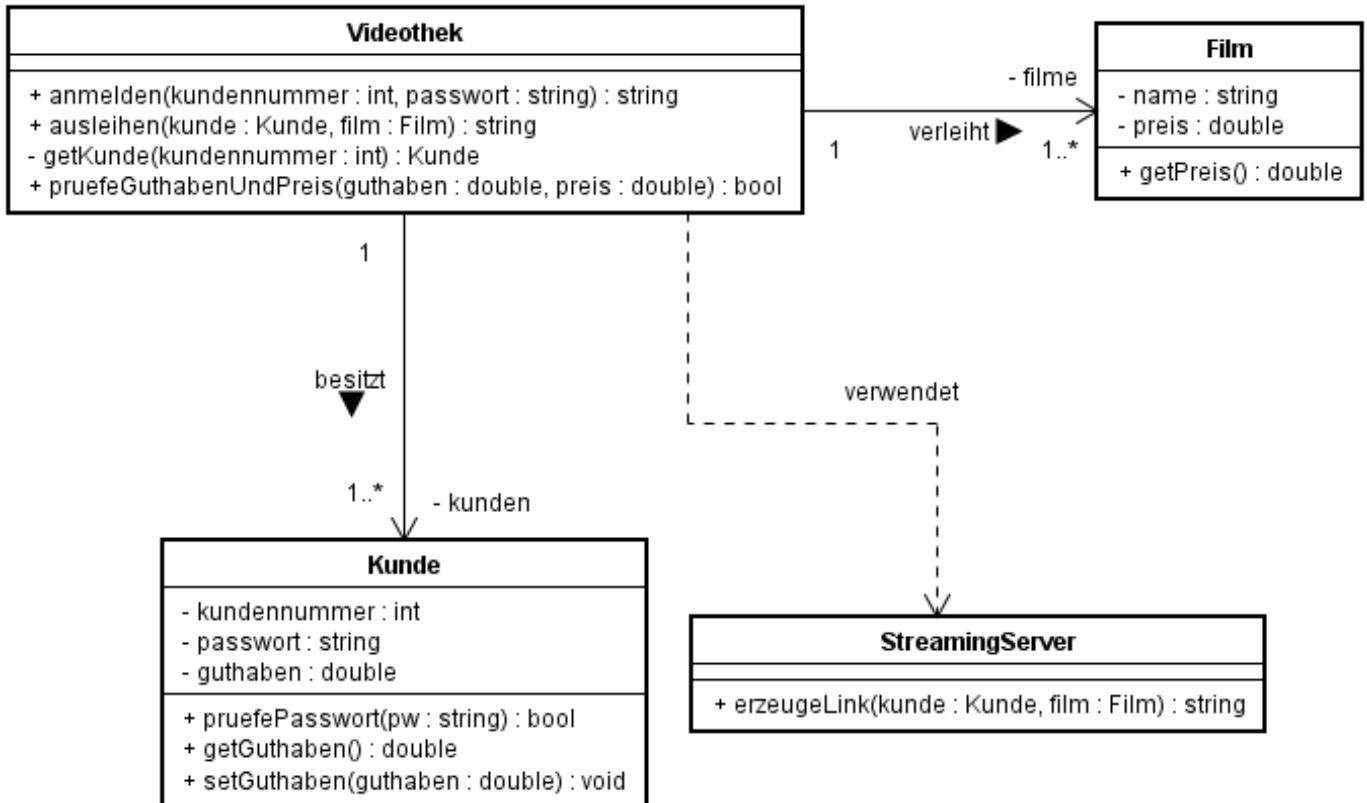 Videothek
+ anmelden(kundennummer : int, passwort : string) : string
+ ausleihen(kunde : Kunde, film : Film) : string
- getKunde(kundennummer : int) : Kunde
+ pruefeGuthabenUndPreis(guthaben : double, preis : double) : bool
- filme
verleiht
1
1..*
Film
- name : string
- preis : double
+ getPreis() : double
1
besitzt
1..*
- kunden
verwendet
Kunde
- kundennummer : int
- passwort : string
- guthaben : double
+ pruefePasswort(pw : string) : bool
+ getGuthaben() : double
+ setGuthaben(guthaben : double) : void
StreamingServer
+ erzeugeLink(kunde : Kunde, film : Film) : string